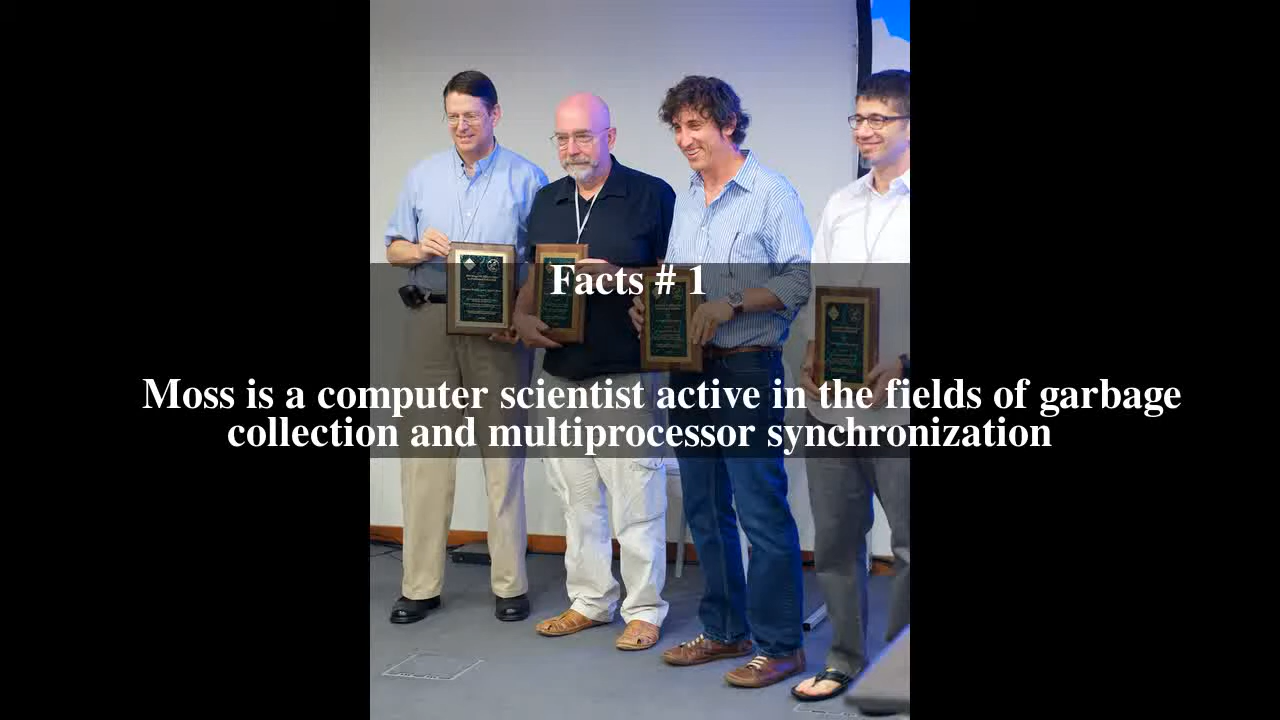 Facts # 1
Moss is a computer scientist active in the fields of garbage
collection and multiprocessor synchronization